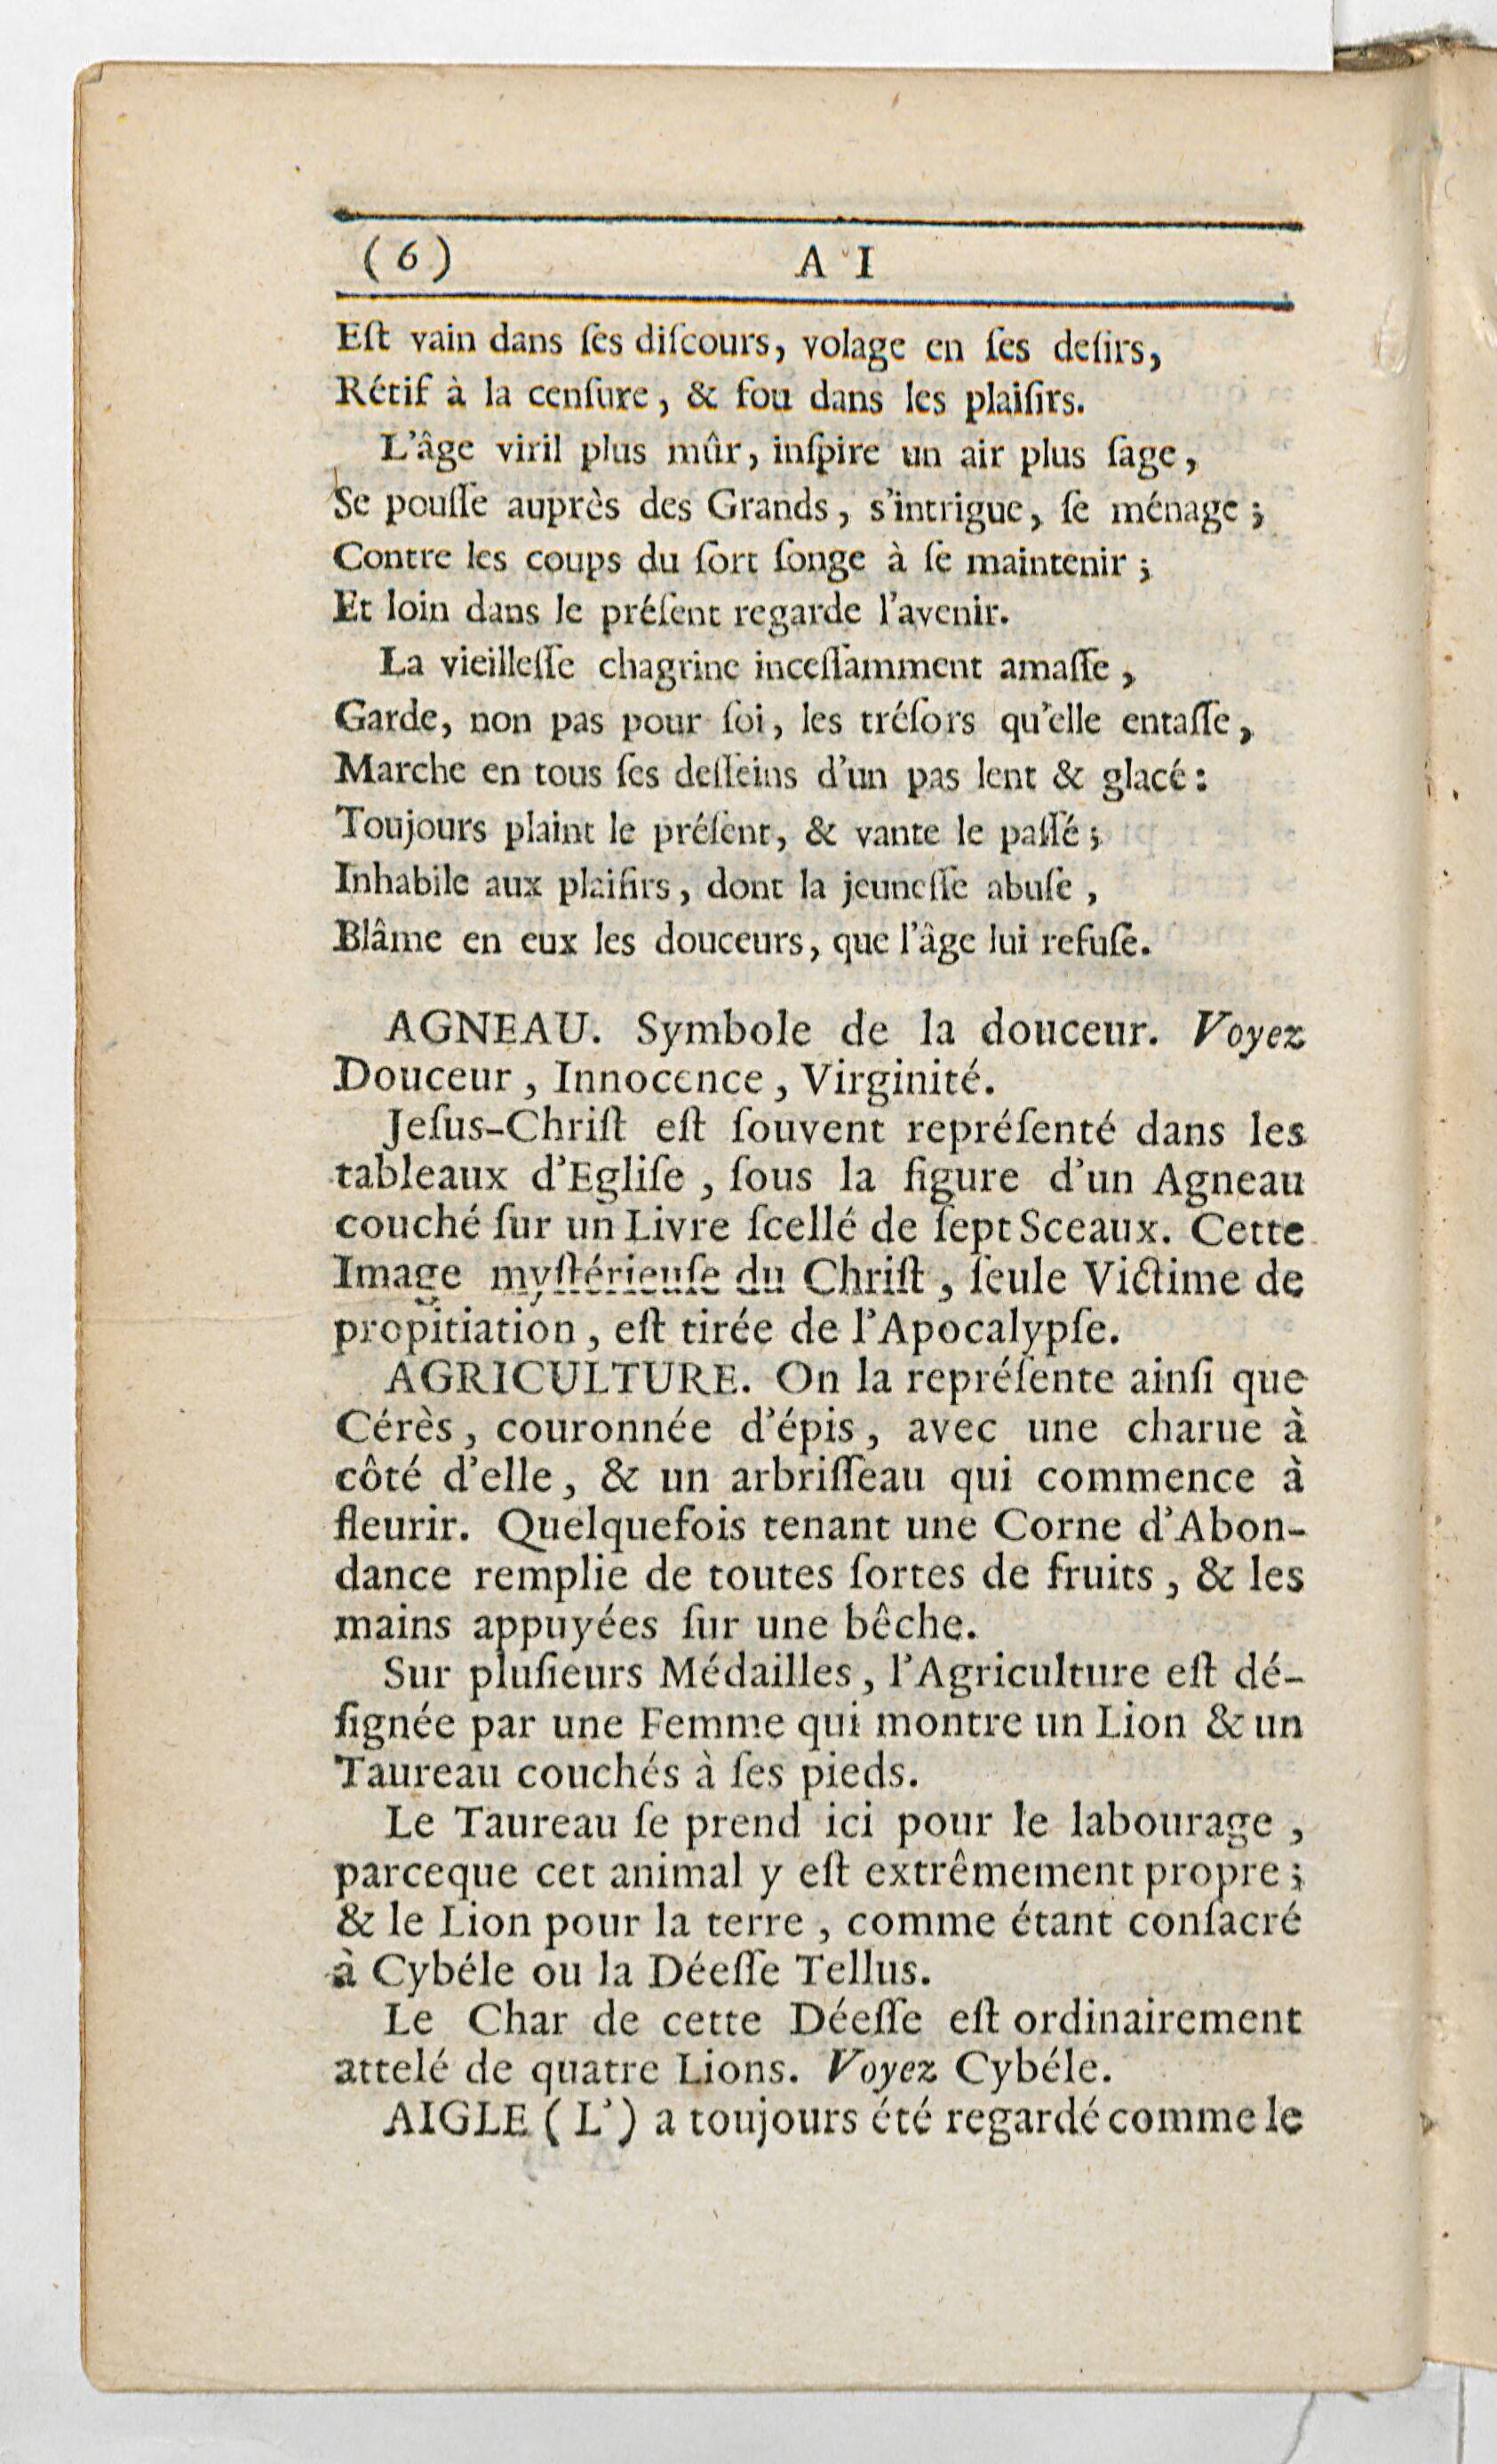 (6) A I
Eſt vain dans ſes diſcours, volage en ſes deſirs,
Rétif à la cenſure, & fou dans les plaiſirs.
L'âge viril plus mûr, inſpire un air plus ſage,
Se pouſſe auprès des Grands, s'intrigue, ſe ménage;
Contre les coups du ſort ſonge à ſe maintenir;
Et loin dans le préſent regarde l'avenir.
La vieilleſſe chagrine inceſſamment amaſſe,
Garde, non pas pour ſoi, les tréſors qu'elle entaſſe,
Marche en tous ſes deſſeins d'un pas lent & glacé:
Toujours plaint le préſent, & vante le paſſé;
Inhabile aux plaiſirs, dont la jeuneſſe abuſe,
Blâme en eux les douceurs, que l'âge lui refuſe.
AGNEAU. Symbole de la douceur. Voyez
Douceur, Innocence, Virginité.
Jeſus-Chriſt eſt ſouvent repréſenté dans les
tableaux d'Egliſe, ſous la figure d'un Agneau
couché ſur un Livre ſcellé de ſept Sceaux. Cette
Image myſtérieuſe du Chriſt, ſeule Victime de
propitiation, eſt tirée de l'Apocalypſe.
AGRICULTURE. On la repréſente ainſi que
Cérès, couronnée d'épis, avec une charue à
côté d'elle, & un arbriſſeau qui commence à
fleurir. Quelquefois tenant une Corne d'Abon-
dance remplie de toutes ſortes de fruits, & les
mains appuyées ſur une bêche.
Sur pluſieurs Médailles, l'Agriculture eſt dé-
ſignée par une Femme qui montre un Lion & un
Taureau couchés à ſes pieds.
Le Taureau ſe prend ici pour le labourage,
parceque cet animal y eſt extrêmement propre;
& le Lion pour la terre, comme étant conſacré
à Cybéle ou la Déeſſe Tellus.
Le Char de cette Déeſſe eſt ordinairement
attelé de quatre Lions. Voyez Cybéle.
AIGLE (L') a toujours été regardé comme le